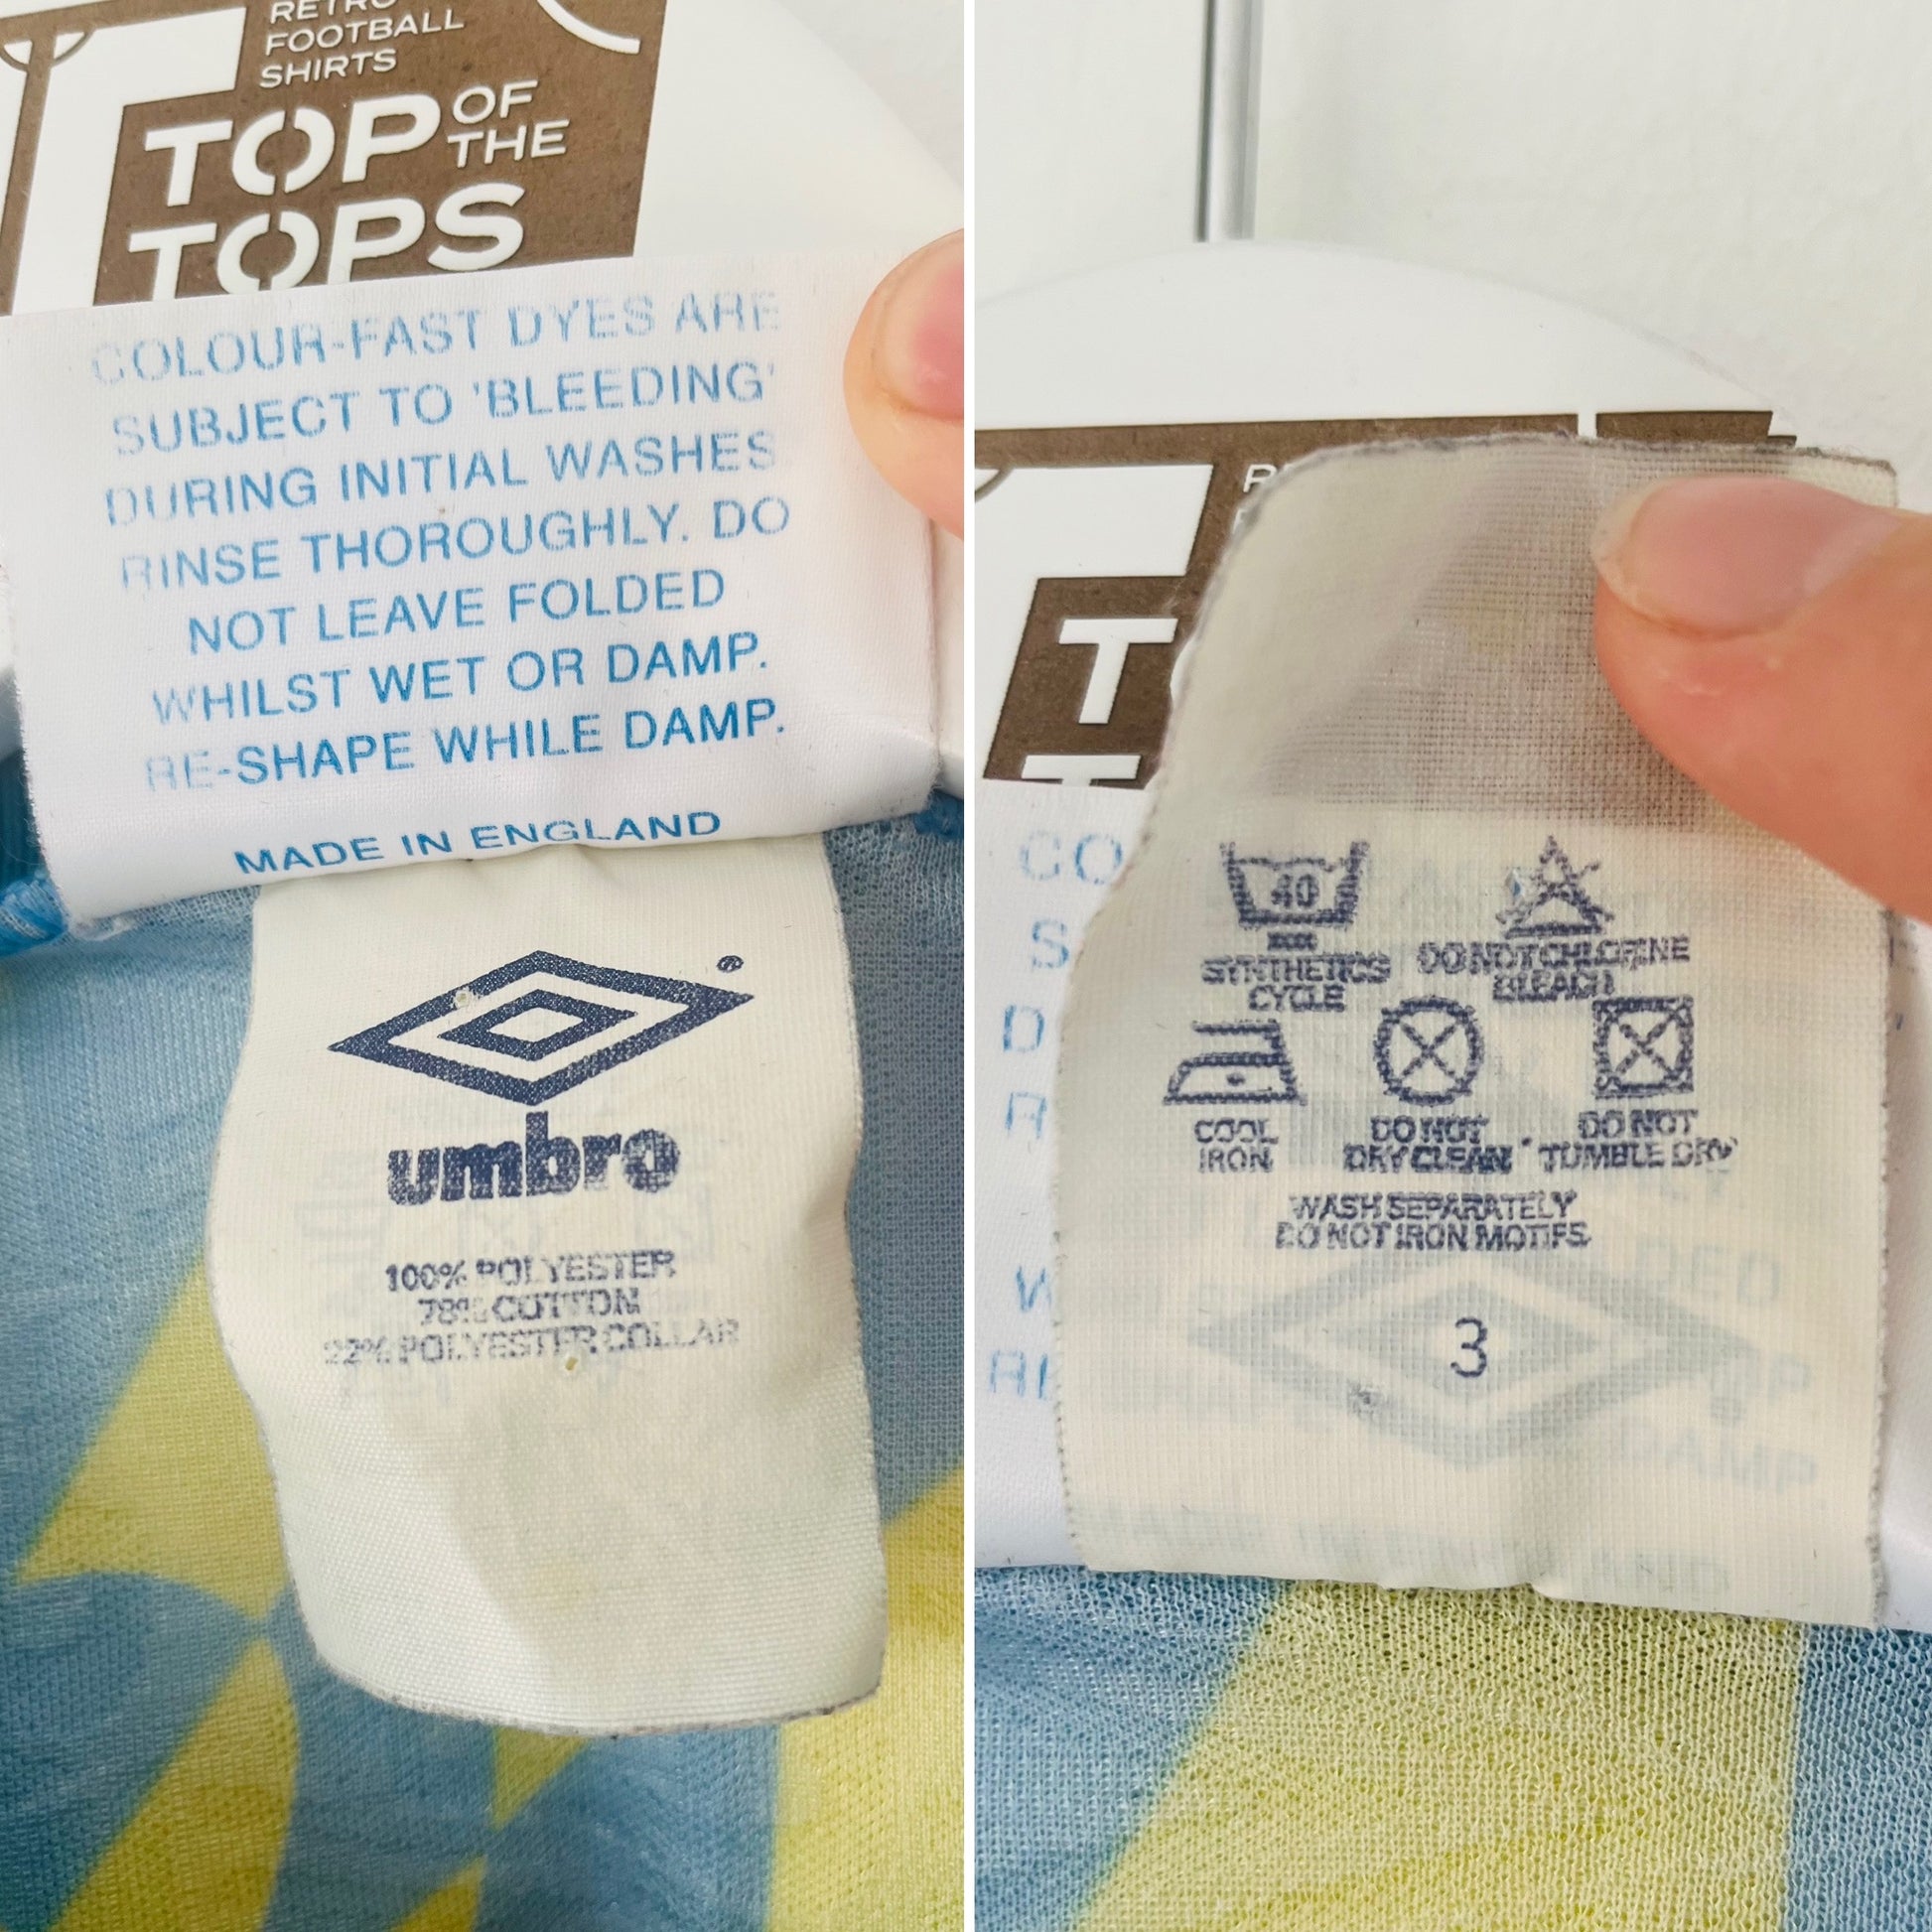 RETRO
FOOTBALL
SHIRTS
TOP OF
THE
TOPS
COLOUR-FAST DYES ARE
SUBJECT TO 'BLEEDING'
DURING INITIAL WASHES
RINSE THOROUGHLY. DO
NOT LEAVE FOLDED
WHILST WET OR DAMP.
RE-SHAPE WHILE DAMP.
MADE IN ENGLAND
®
umbro
100% POLYESTER
78% COTTON
22% POLYESTER COLLAR
R
T
T
CO
S
D
R
W
RE
40
SYNTHETICS
CYCLE
DO NOT CHLORINE
BLEACH
COOL
IRON
DO NOT
DRY CLEAN
DO NOT
TUMBLE DRY
WASH SEPARATELY
DO NOT IRON MOTIFS
3